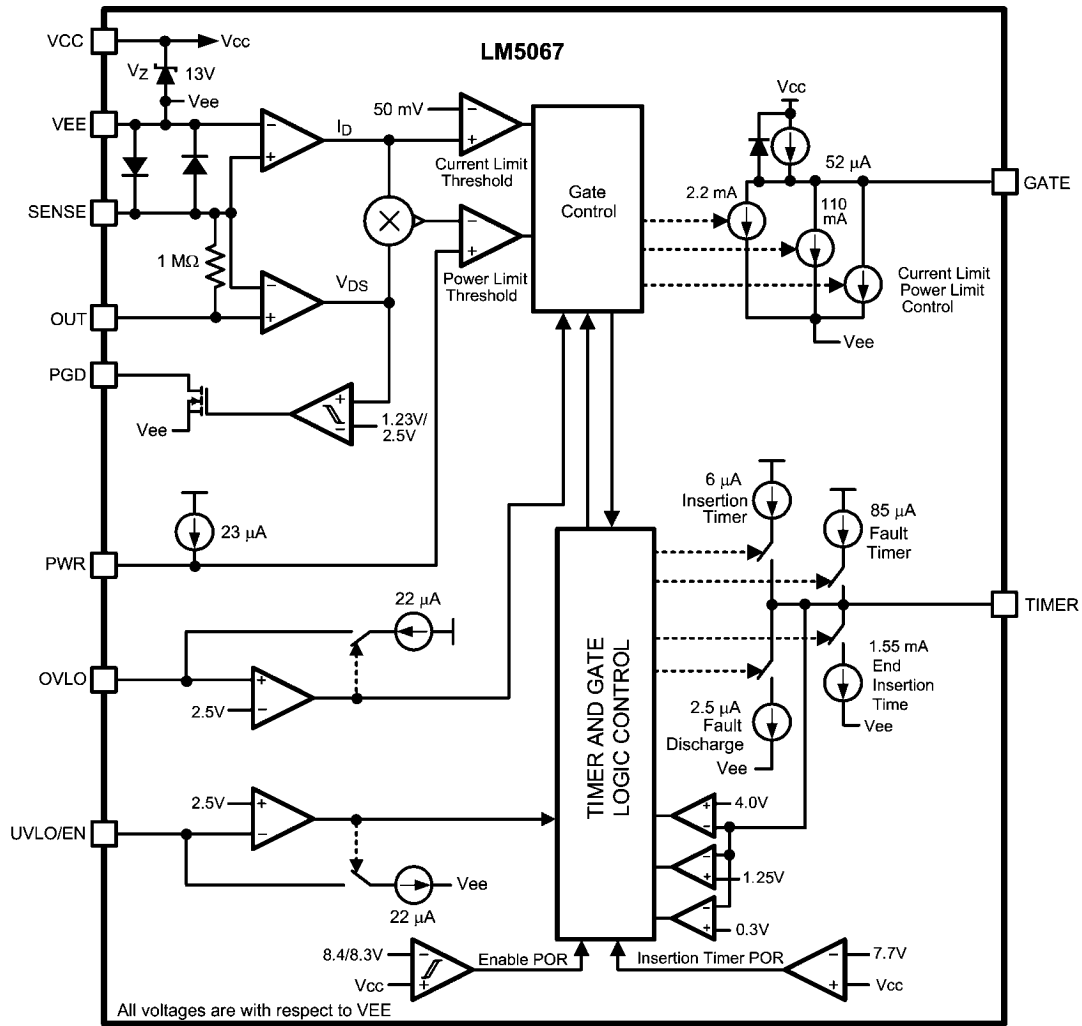 LM5067
VCC
Vcc
VZ
13V
Vee
VEE
SENSE
1 MΩ
OUT
PGD
Vee
ID
VDS
50 mV
Current Limit
Threshold
Power Limit
Threshold
1.23V/
2.5V
Gate
Control
Vcc
52 µA
2.2 mA
110
mA
Current Limit
Power Limit
Control
Vee
GATE
23 µA
PWR
22 µA
OVLO
2.5V
2.5V
UVLO/EN
22 µA
Vee
TIMER AND GATE
LOGIC CONTROL
6 µA
Insertion
Timer
85 µA
Fault
Timer
TIMER
1.55 mA
End
Insertion
Time
Vee
2.5 µA
Fault
Discharge
Vee
4.0V
1.25V
0.3V
8.4/8.3V
Vcc
Enable POR
Insertion Timer POR
7.7V
Vcc
All voltages are with respect to VEE